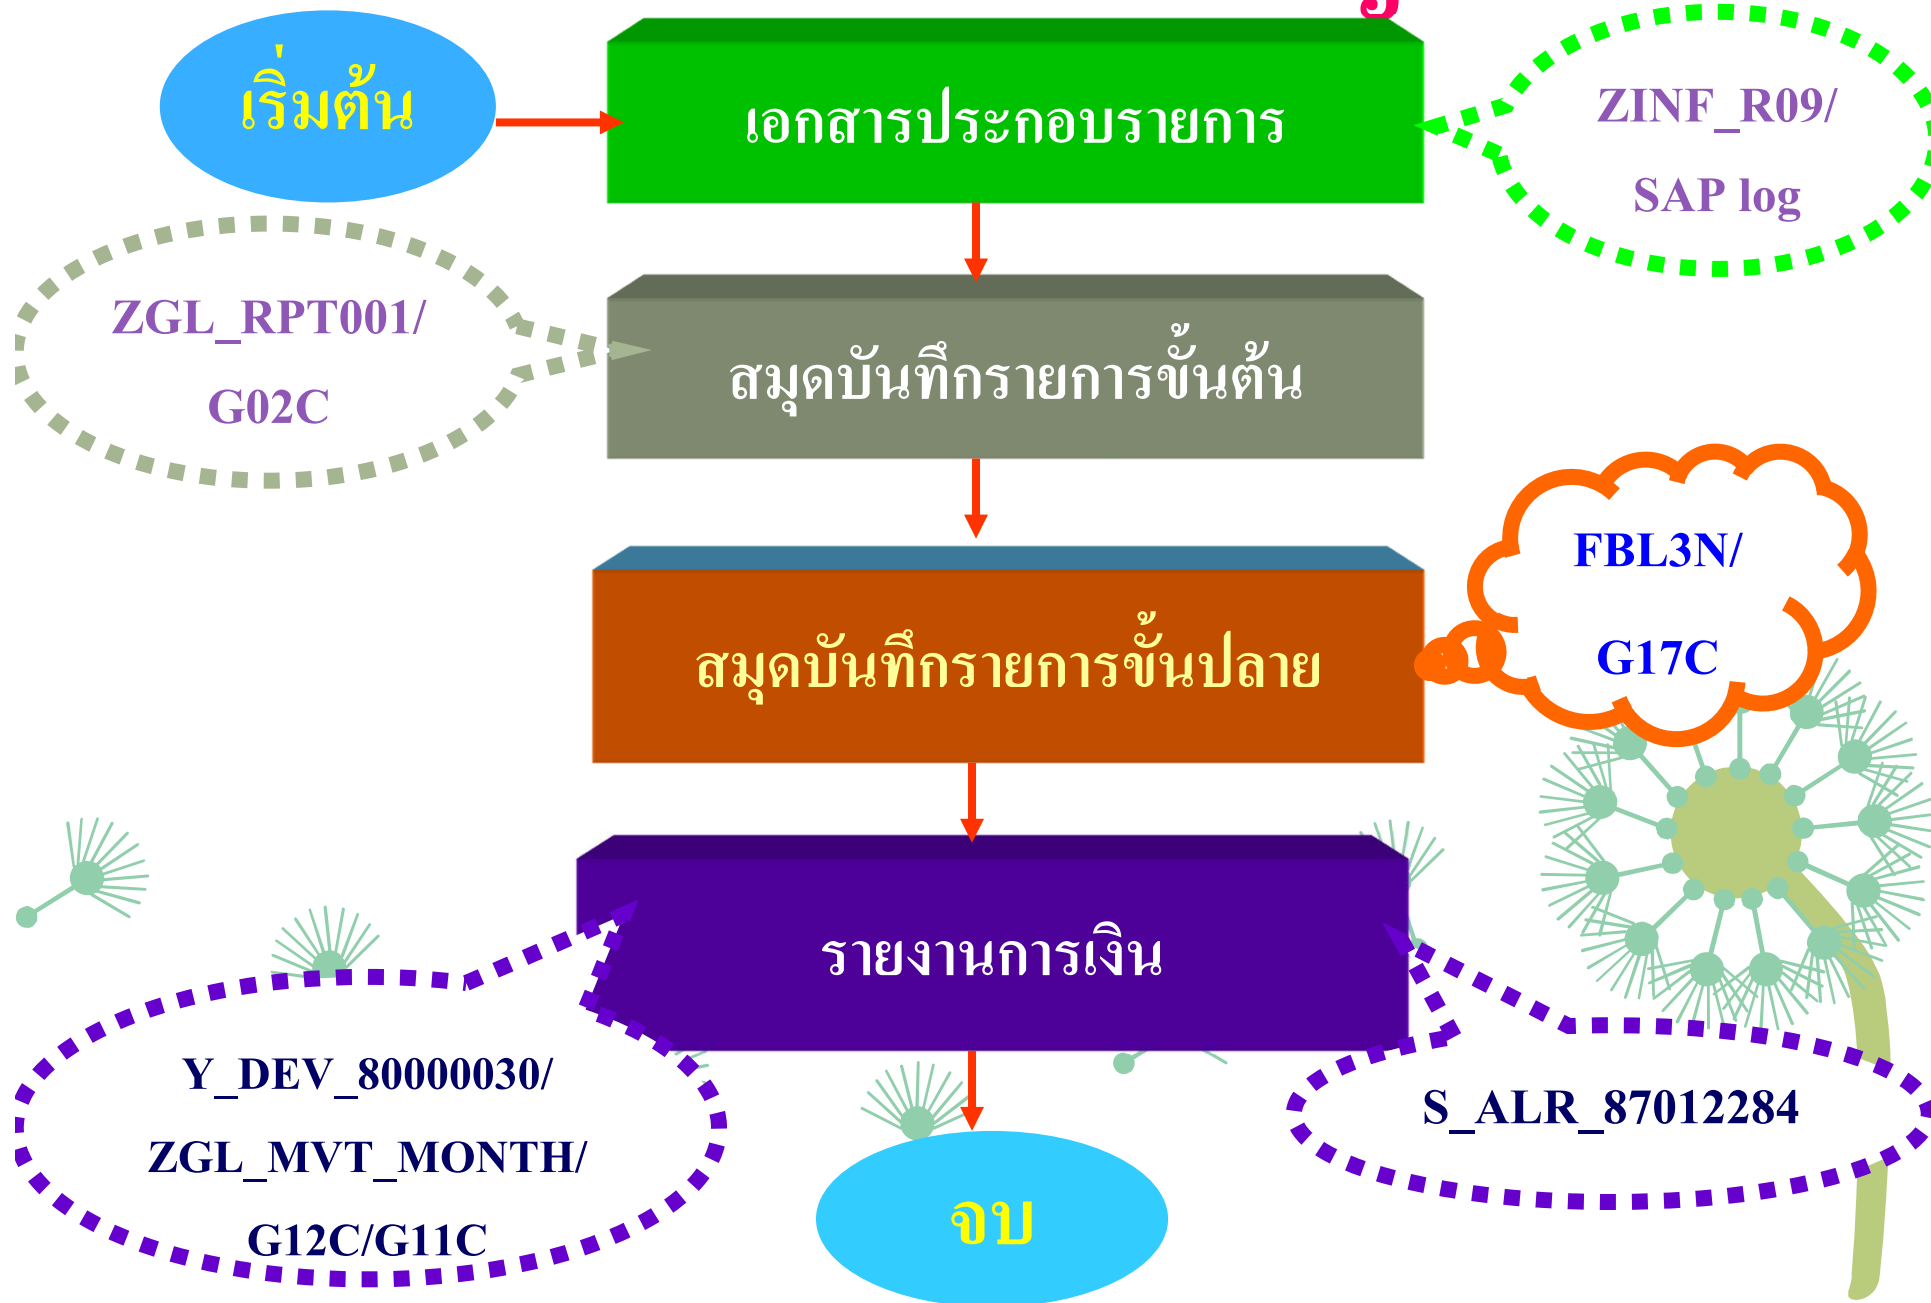 เริ่มต้น
เอกสารประกอบรายการ
ZINF_R09/
SAP log
ZGL_RPT001/
G02C
สมุดบันทึกรายการขั้นต้น
FBL3N/
G17C
สมุดบันทึกรายการขั้นปลาย
รายงานการเงิน
Y_DEV_80000030/
ZGL_MVT_MONTH/
G12C/G11C
S_ALR_87012284
จบ